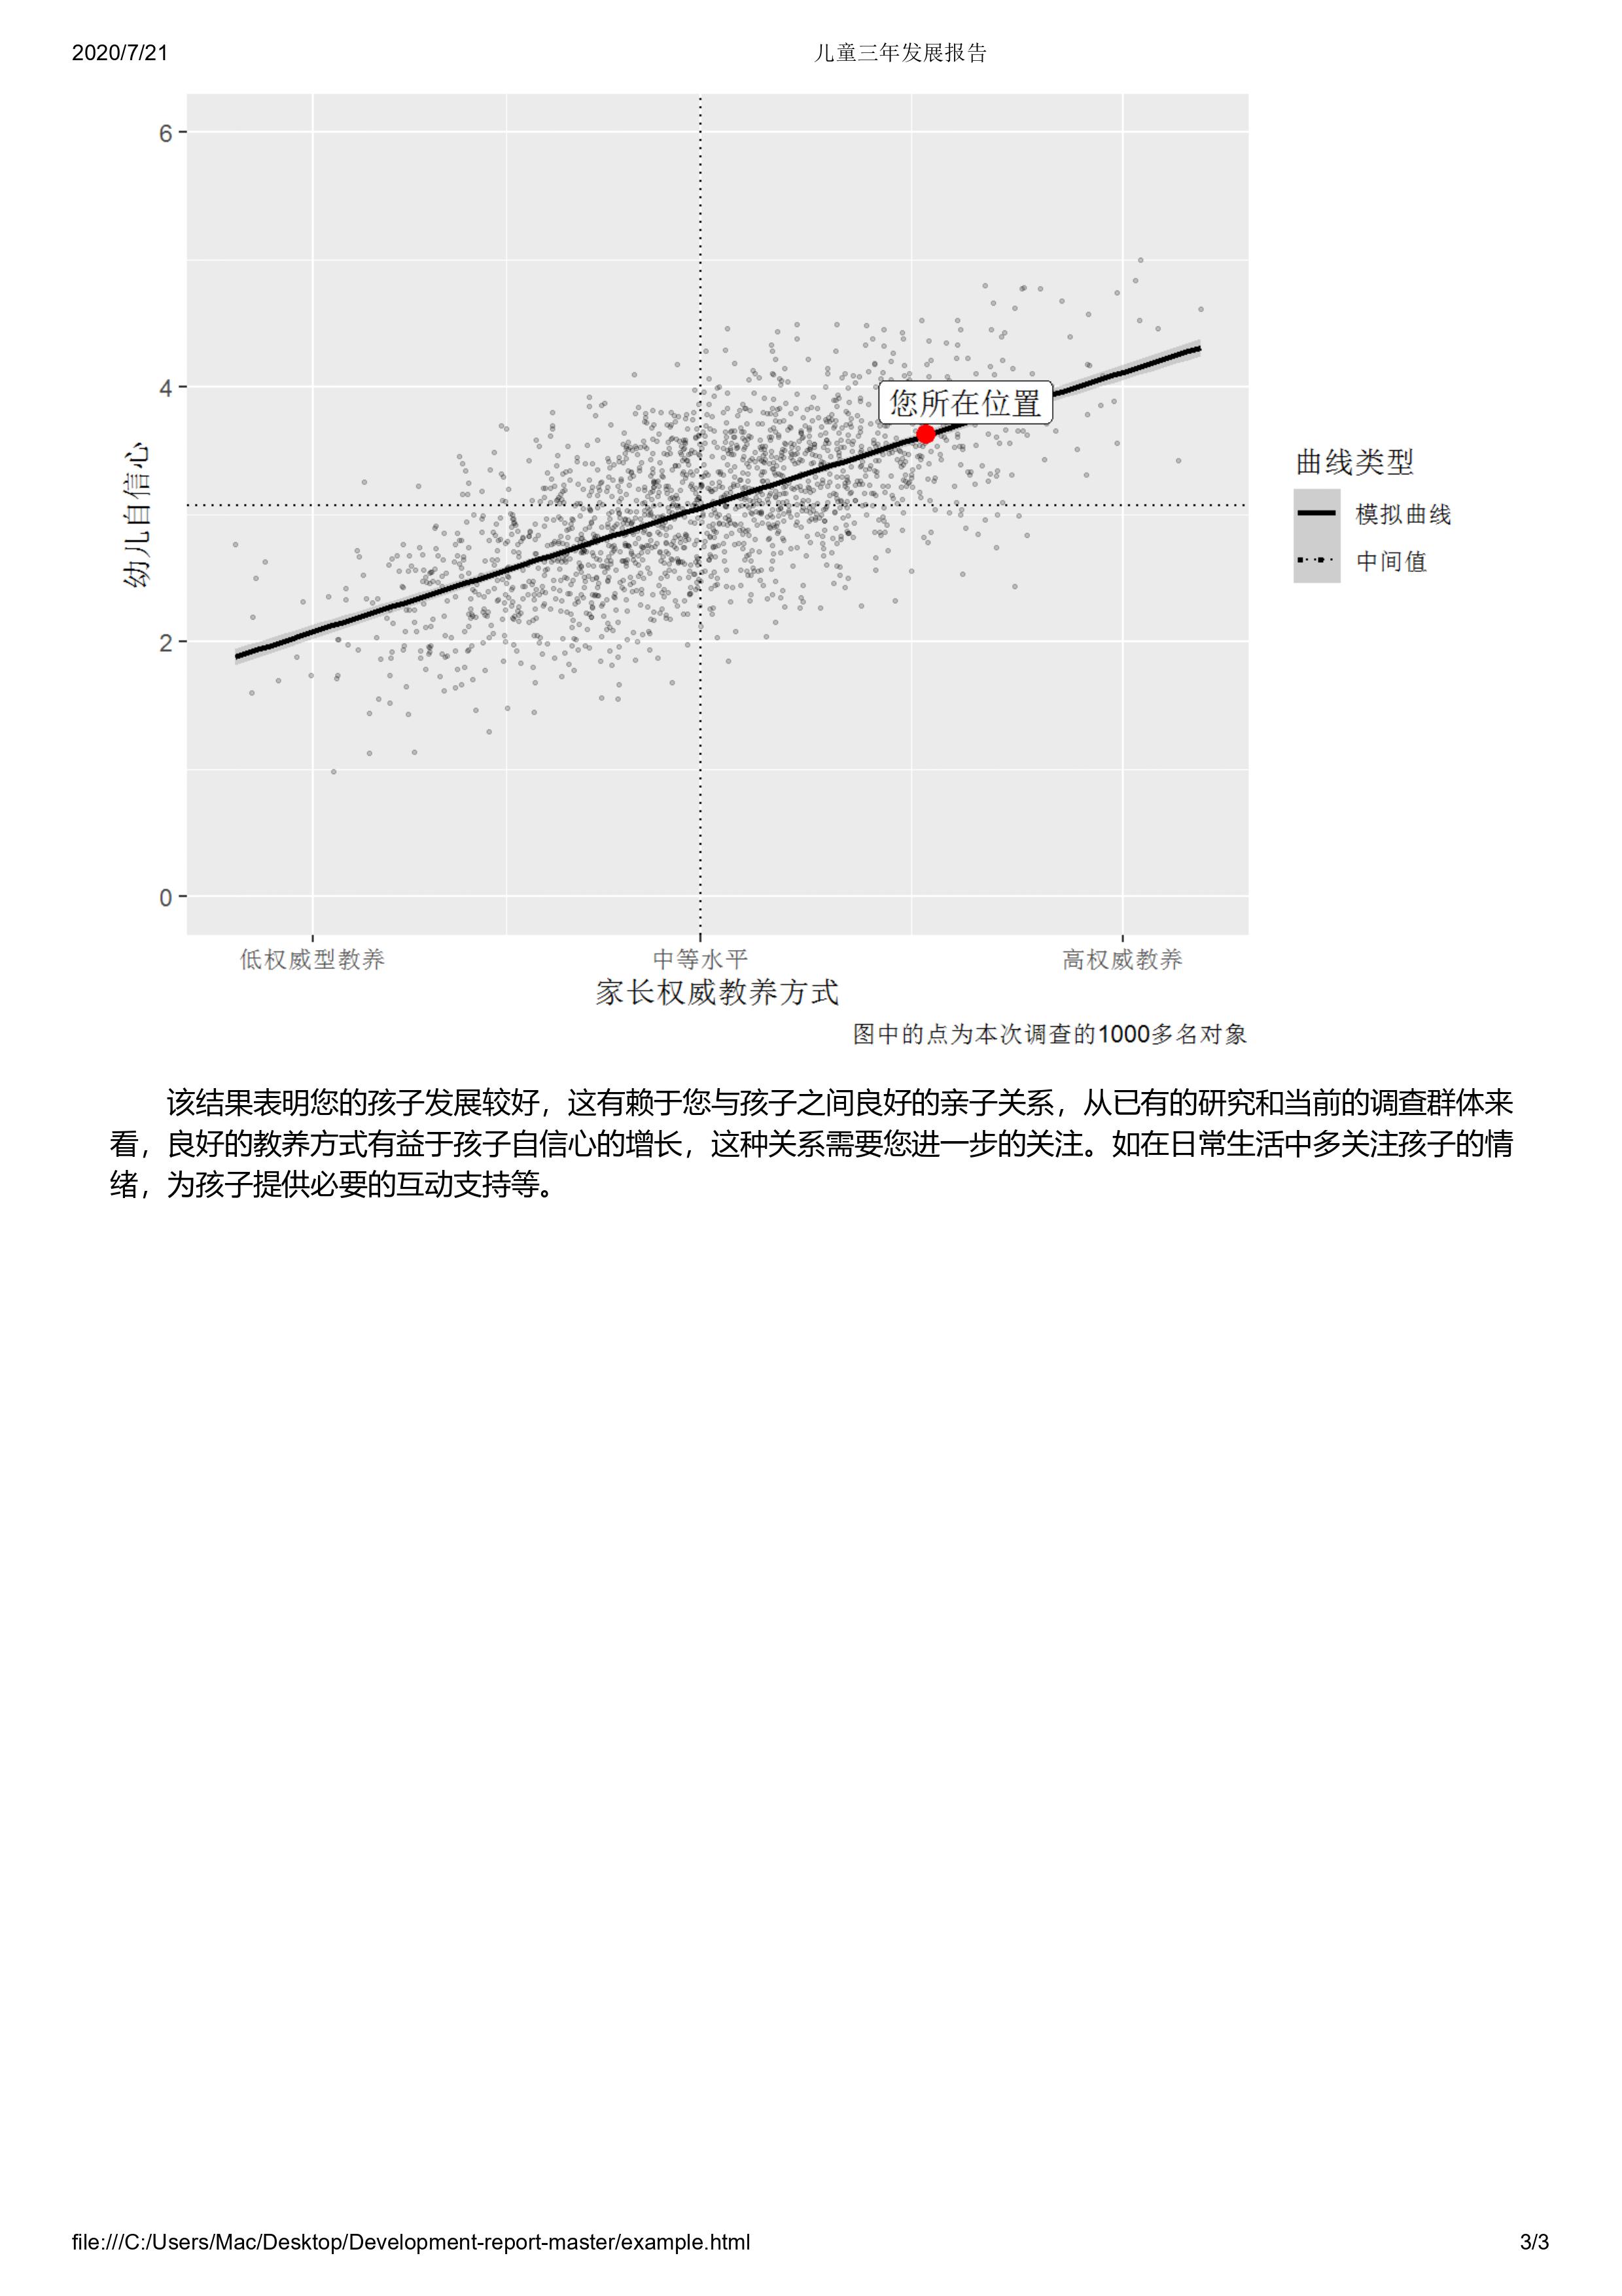 2020/7/21 儿童三年发展报告
6
4
2
0
幼儿自信心
您所在位置
曲线类型
模拟曲线
中间值
低权威型教养 中等水平 高权威教养
家长权威教养方式
图中的点为本次调查的1000多名对象
该结果表明您的孩子发展较好，这有赖于您与孩子之间良好的亲子关系，从已有的研究和当前的调查群体来
看，良好的教养方式有益于孩子自信心的增长，这种关系需要您进一步的关注。如在日常生活中多关注孩子的情
绪，为孩子提供必要的互动支持等。
file:///C:/Users/Mac/Desktop/Development-report-master/example.html 3/3